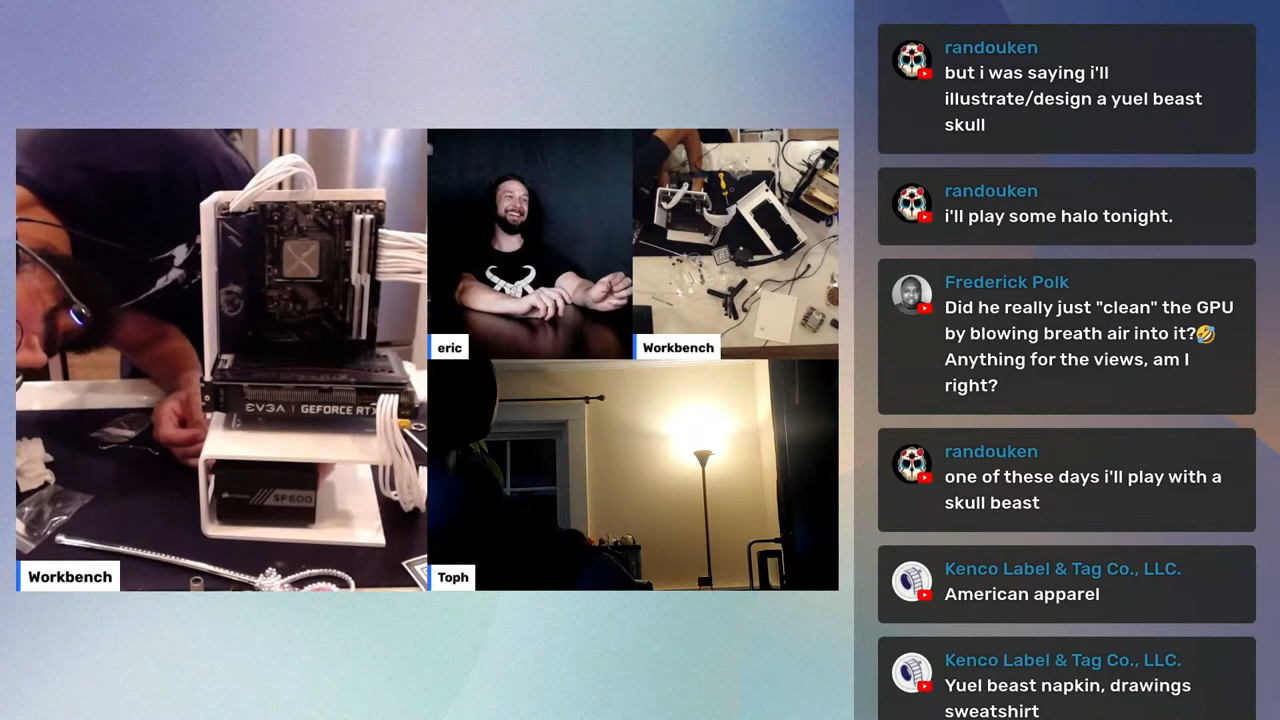 randouken
but i was saying i'll
illustrate/design a yuel beast
skull
randouken
i'll play some halo tonight.
Frederick Polk
Did he really just "clean" the GPU
by blowing breath air into it?🤣
Anything for the views, am I
right?
randouken
one of these days i'll play with a
skull beast
Kenco Label & Tag Co., LLC.
American apparel
Kenco Label & Tag Co., LLC.
Yuel beast napkin, drawings
sweatshirt
eric
Workbench
EVGA | GEFORCE RTX
SF600
Workbench
Toph